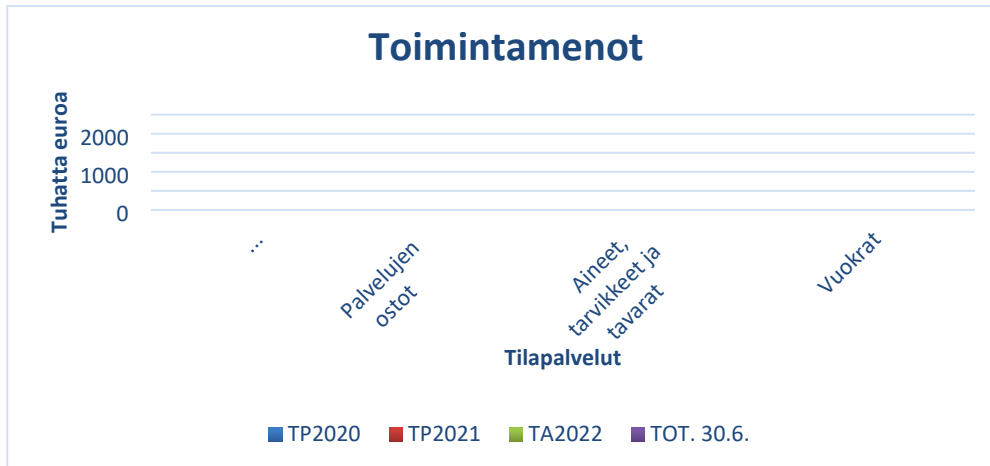 Toimintamenot
Tuhatta euroa
2000
1000
0
...
Palvelujen
ostot
Aineet,
tarvikkeet ja
tavarat
Vuokrat
Tilapalvelut
TP2020 TP2021 TA2022 TOT. 30.6.